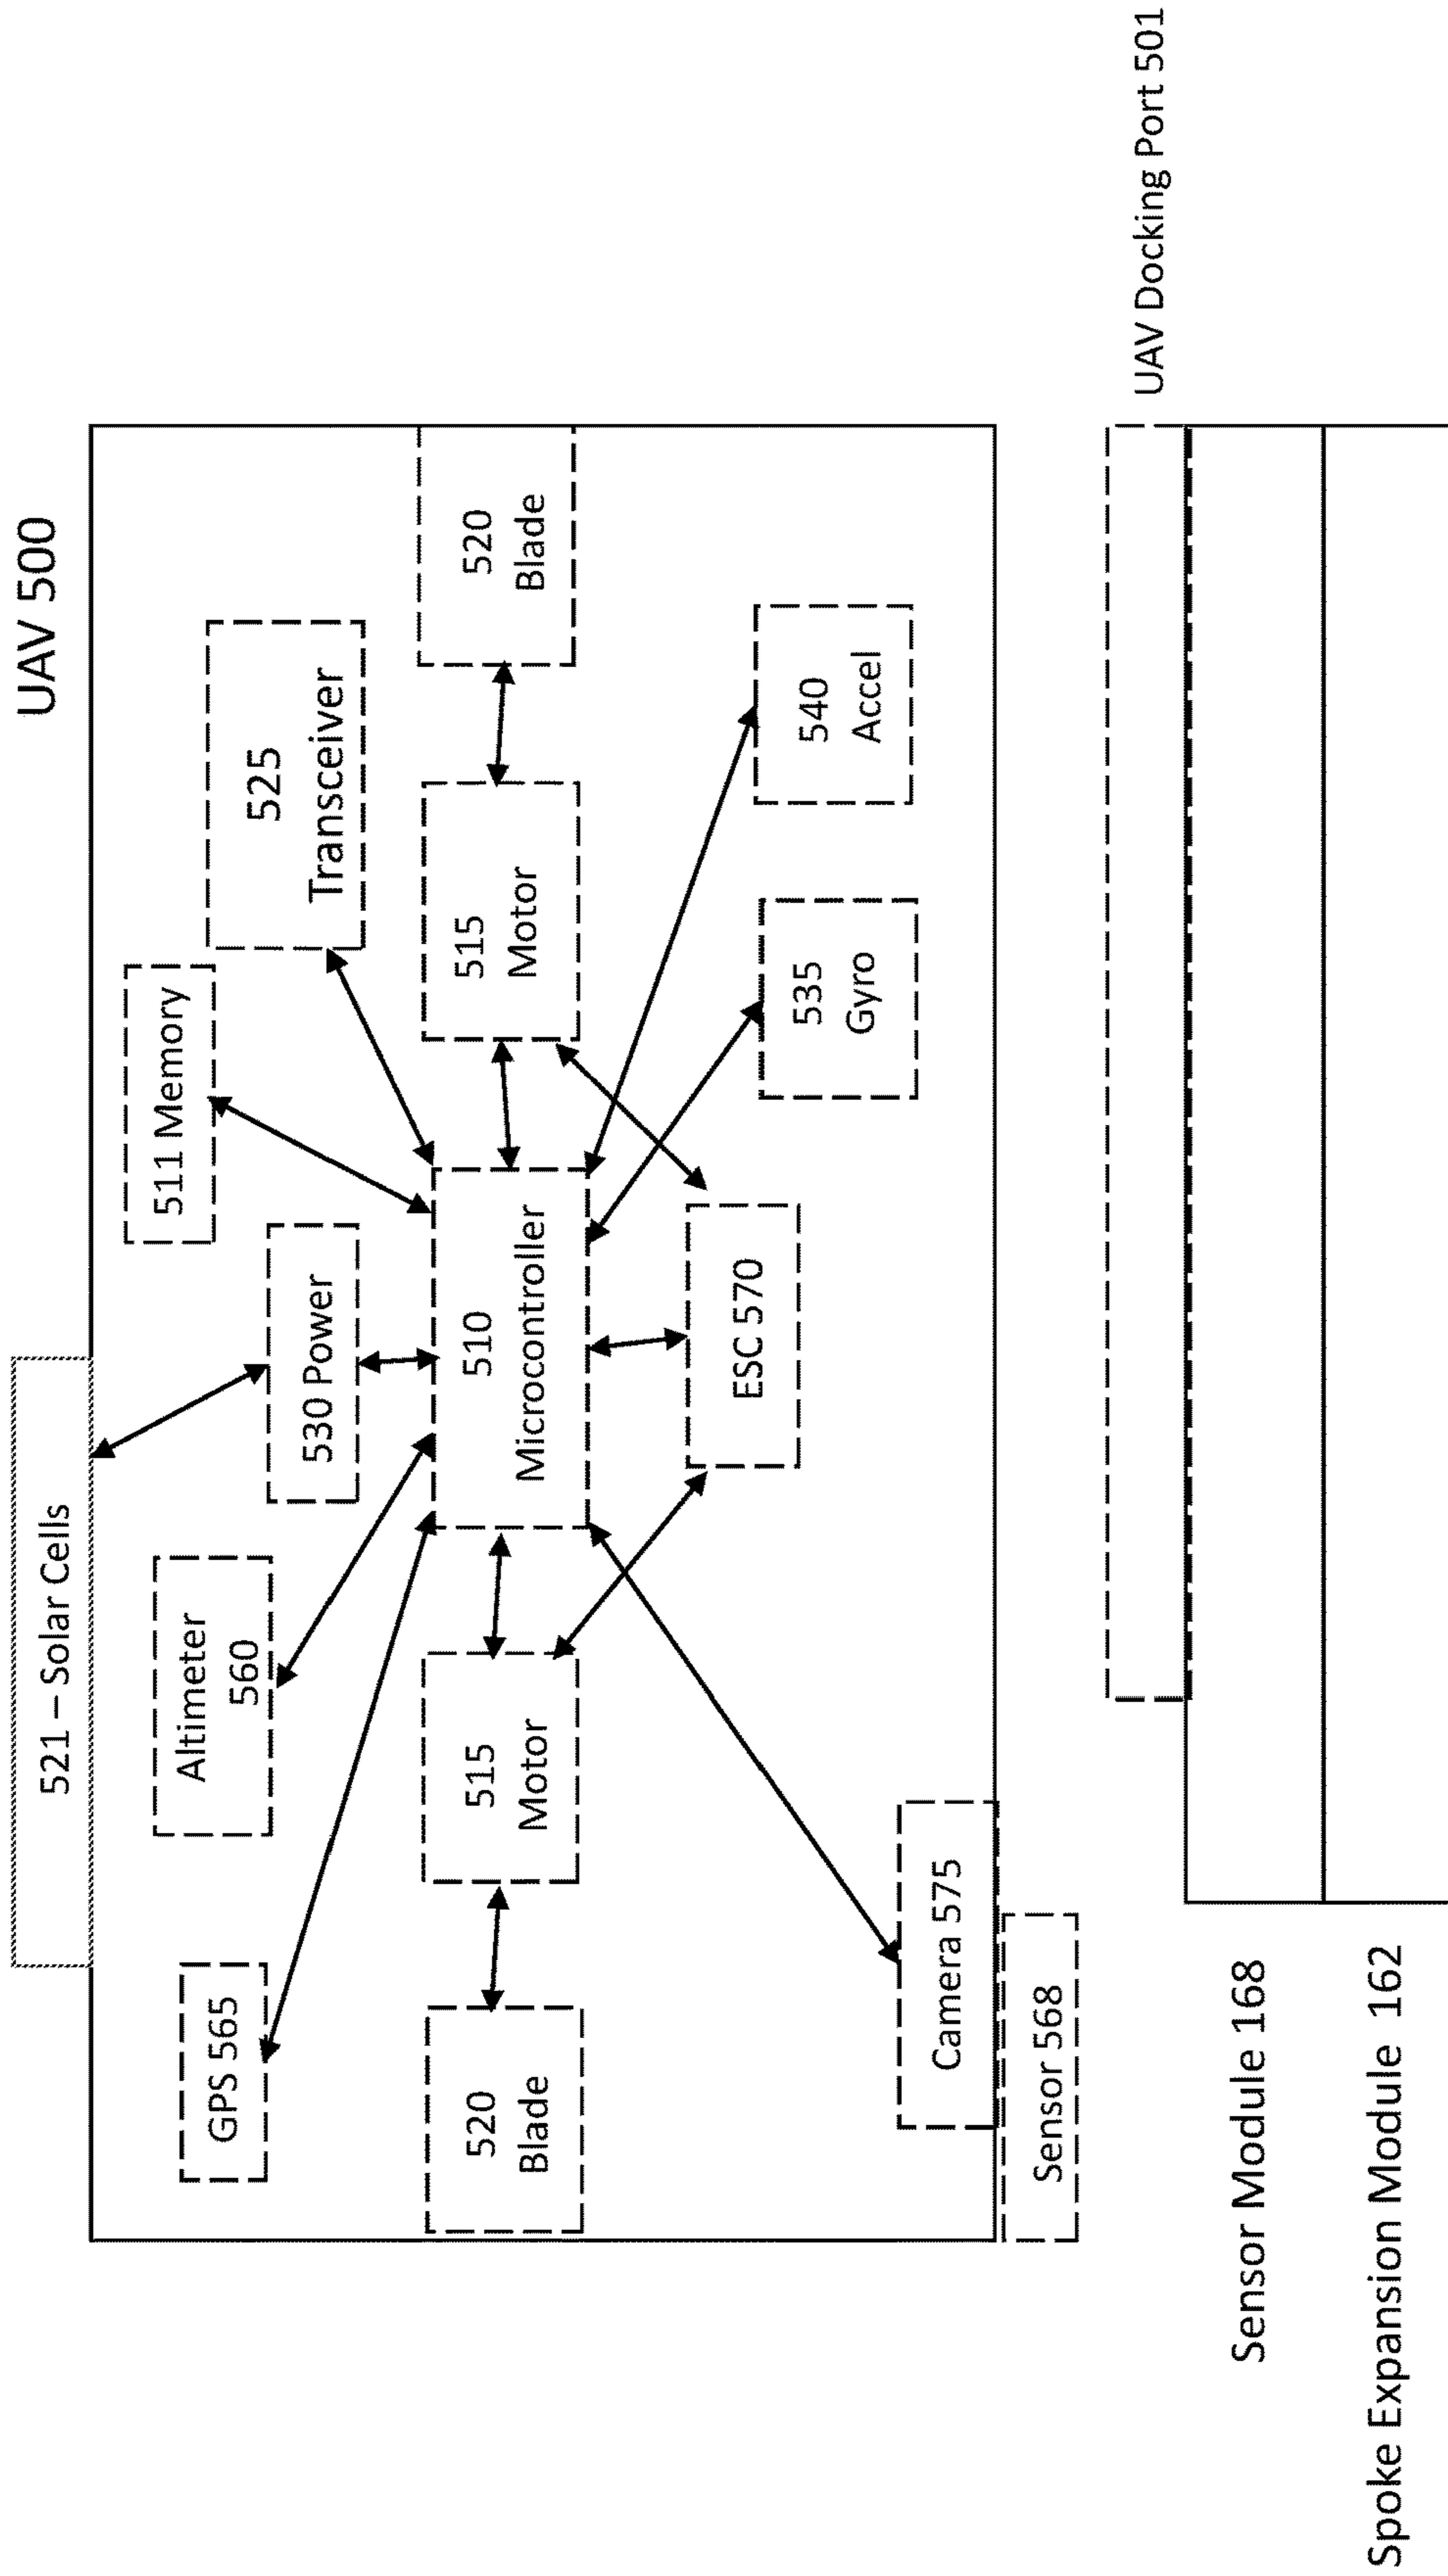 UAV 500
521 – Solar Cells
511 Memory
525
Transceiver
GPS 565
Altimeter
560
530 Power
520
Blade
515
Motor
510
Microcontroller
515
Motor
520
Blade
ESC 570
535
Gyro
540
Accel
Camera 575
Sensor 568
UAV Docking Port 501
Sensor Module 168
Spoke Expansion Module 162